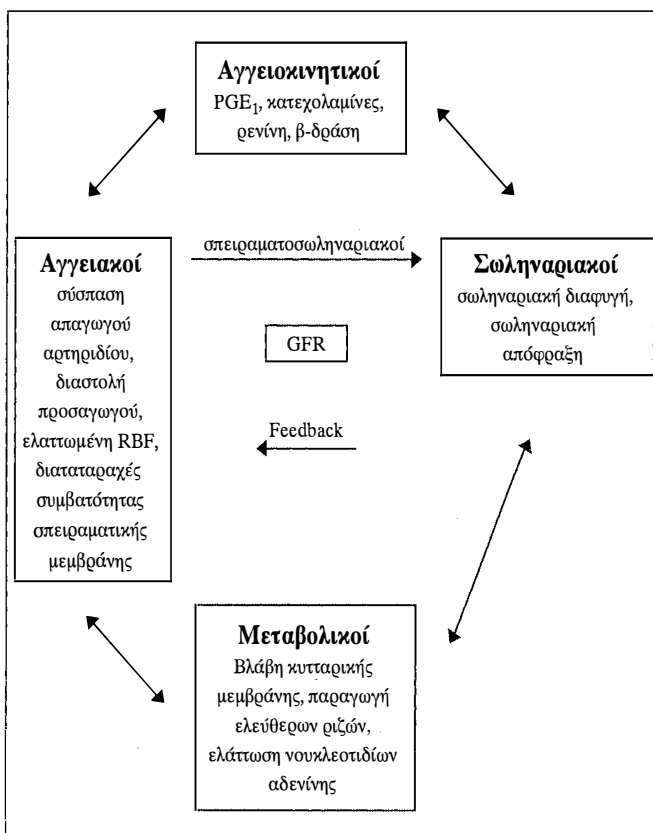 Αγγειοκινητικοί
PGE₁, κατεχολαμίνες,
ρενίνη, β-δράση
Αγγειακοί
σύσπαση
απαγωγού
αρτηριδίου,
διαστολή
προσαγωγού,
ελαττωμένη RBF,
διαταταραχές
συμβατότητας
σπειραματικής
μεμβράνης
σπειραματοσωληναριακοί
GFR
Feedback
Σωληναριακοί
σωληναριακή διαφυγή,
σωληναριακή
απόφραξη
Μεταβολικοί
Βλάβη κυτταρικής
μεμβράνης, παραγωγή
ελεύθερων ριζών,
ελάττωση νουκλεοτιδίων
αδενίνης